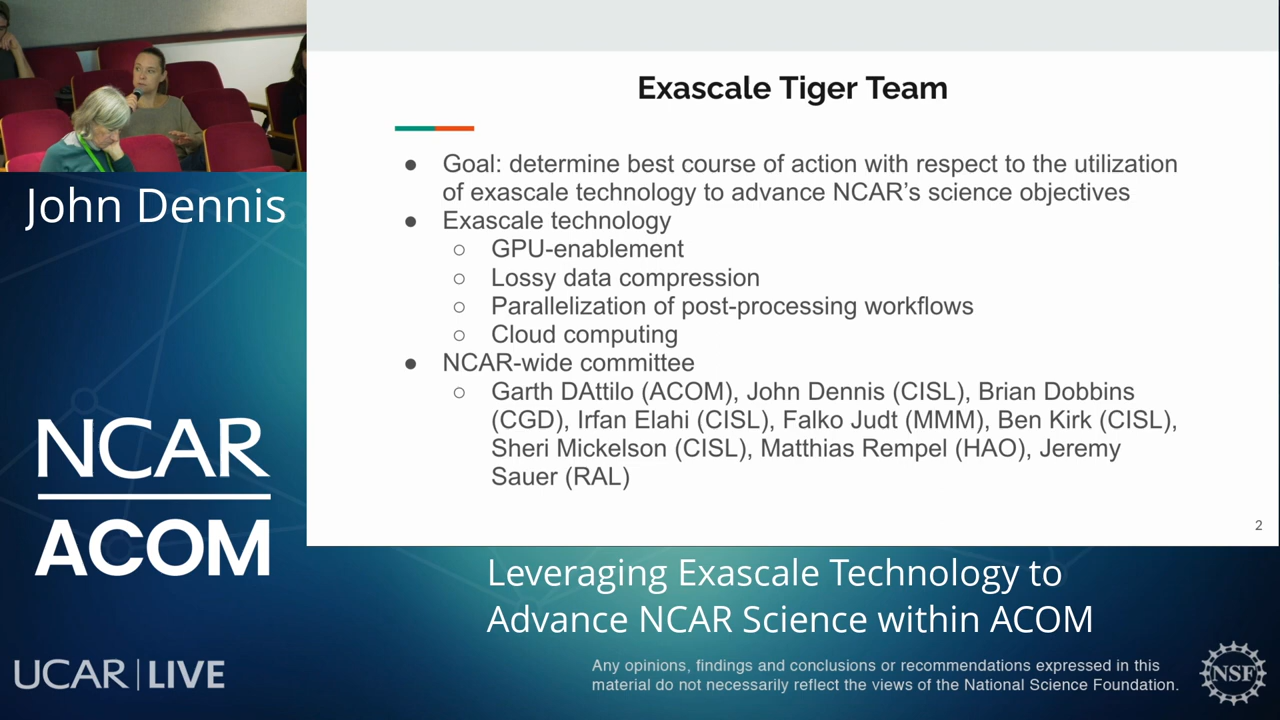 Exascale Tiger Team
● Goal: determine best course of action with respect to the utilization
of exascale technology to advance NCAR's science objectives
● Exascale technology
○ GPU-enablement
○ Lossy data compression
○ Parallelization of post-processing workflows
○ Cloud computing
● NCAR-wide committee
○ Garth DAttilo (ACOM), John Dennis (CISL), Brian Dobbins
(CGD), Irfan Elahi (CISL), Falko Judt (MMM), Ben Kirk (CISL),
Sheri Mickelson (CISL), Matthias Rempel (HAO), Jeremy
Sauer (RAL)
2
John Dennis
NCAR
ACOM
UCAR | LIVE
Leveraging Exascale Technology to
Advance NCAR Science within ACOM
Any opinions, findings and conclusions or recommendations expressed in this
material do not necessarily reflect the views of the National Science Foundation.
NSF